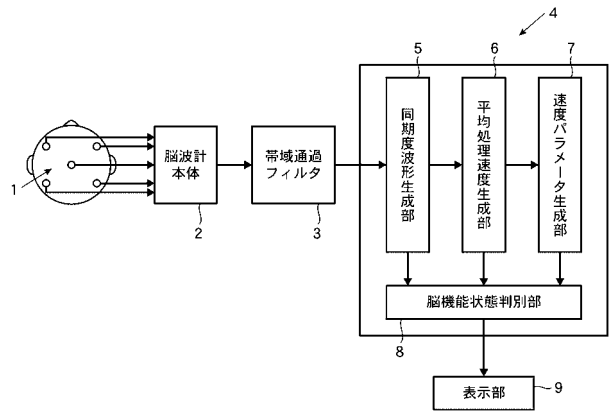 4
5
6
7
同期度波形生成部
平均処理速度生成部
速度パラメータ生成部
1
脳波計
本体
2
帯域通過
フィルタ
3
脳機能状態判別部
8
表示部
9